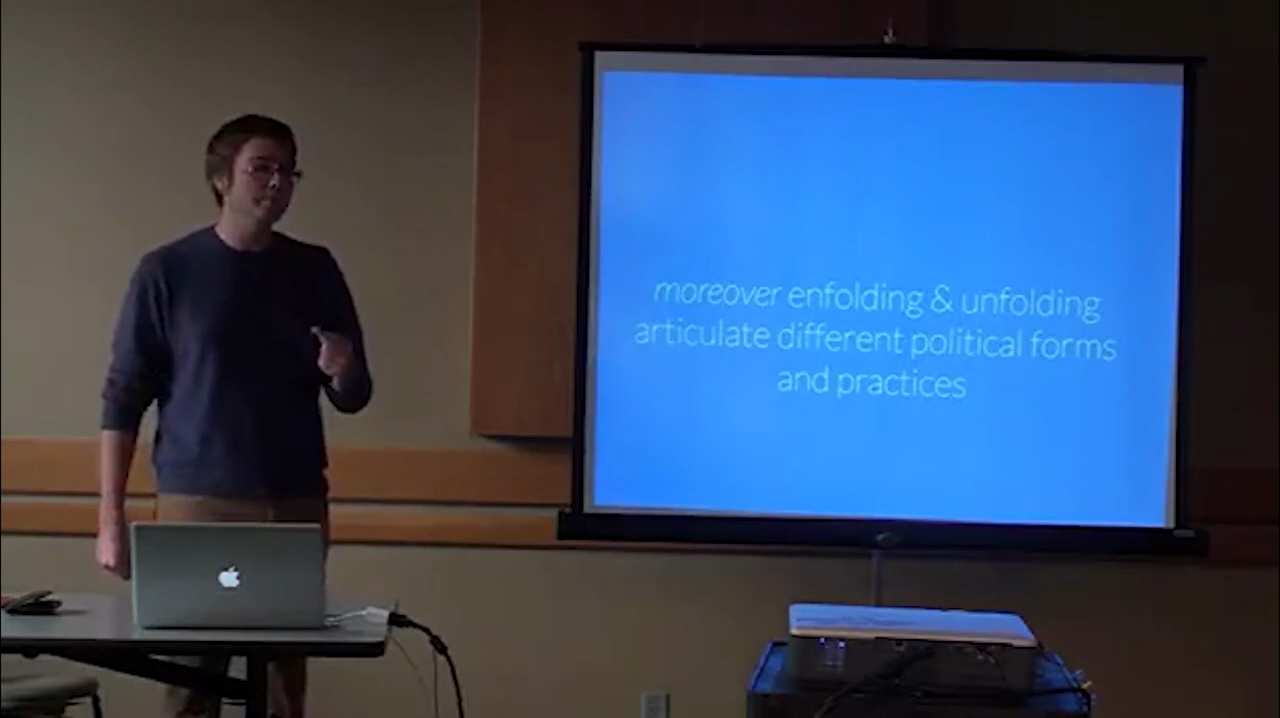 moreover enfolding & unfolding
articulate different political forms
and practices